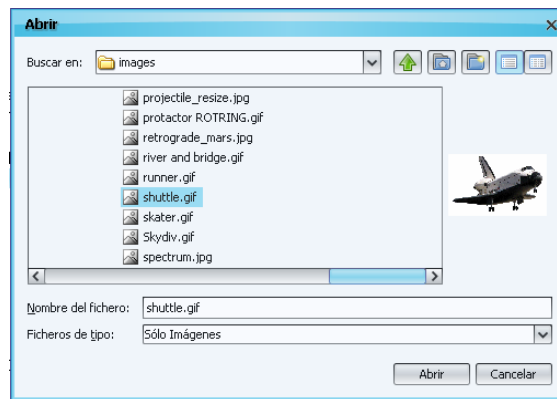 Abrir
Buscar en: images
projectile_resize.jpg
protactor ROTRING.gif
retrograde_mars.jpg
river and bridge.gif
runner.gif
shuttle.gif
skater.gif
Skydiv.gif
spectrum.jpg
Nombre del fichero: shuttle.gif
Ficheros de tipo: Sólo Imágenes
Abrir Cancelar